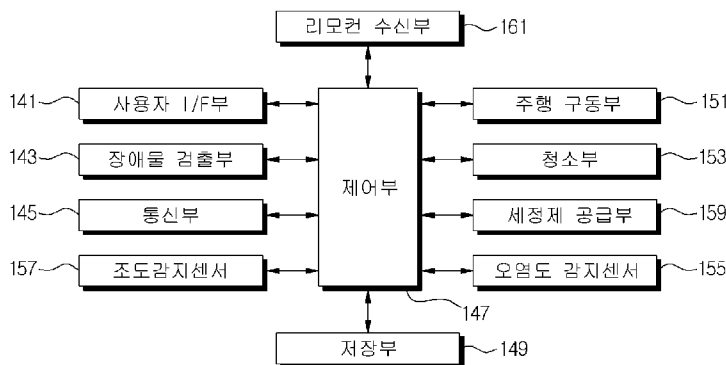 리모컨 수신부 161
141 사용자 I/F부 주행 구동부 151
143 장애물 검출부 청소부 153
제어부
145 통신부 세정제 공급부 159
157 조도감지센서 오염도 감지센서 155
147
저장부 149